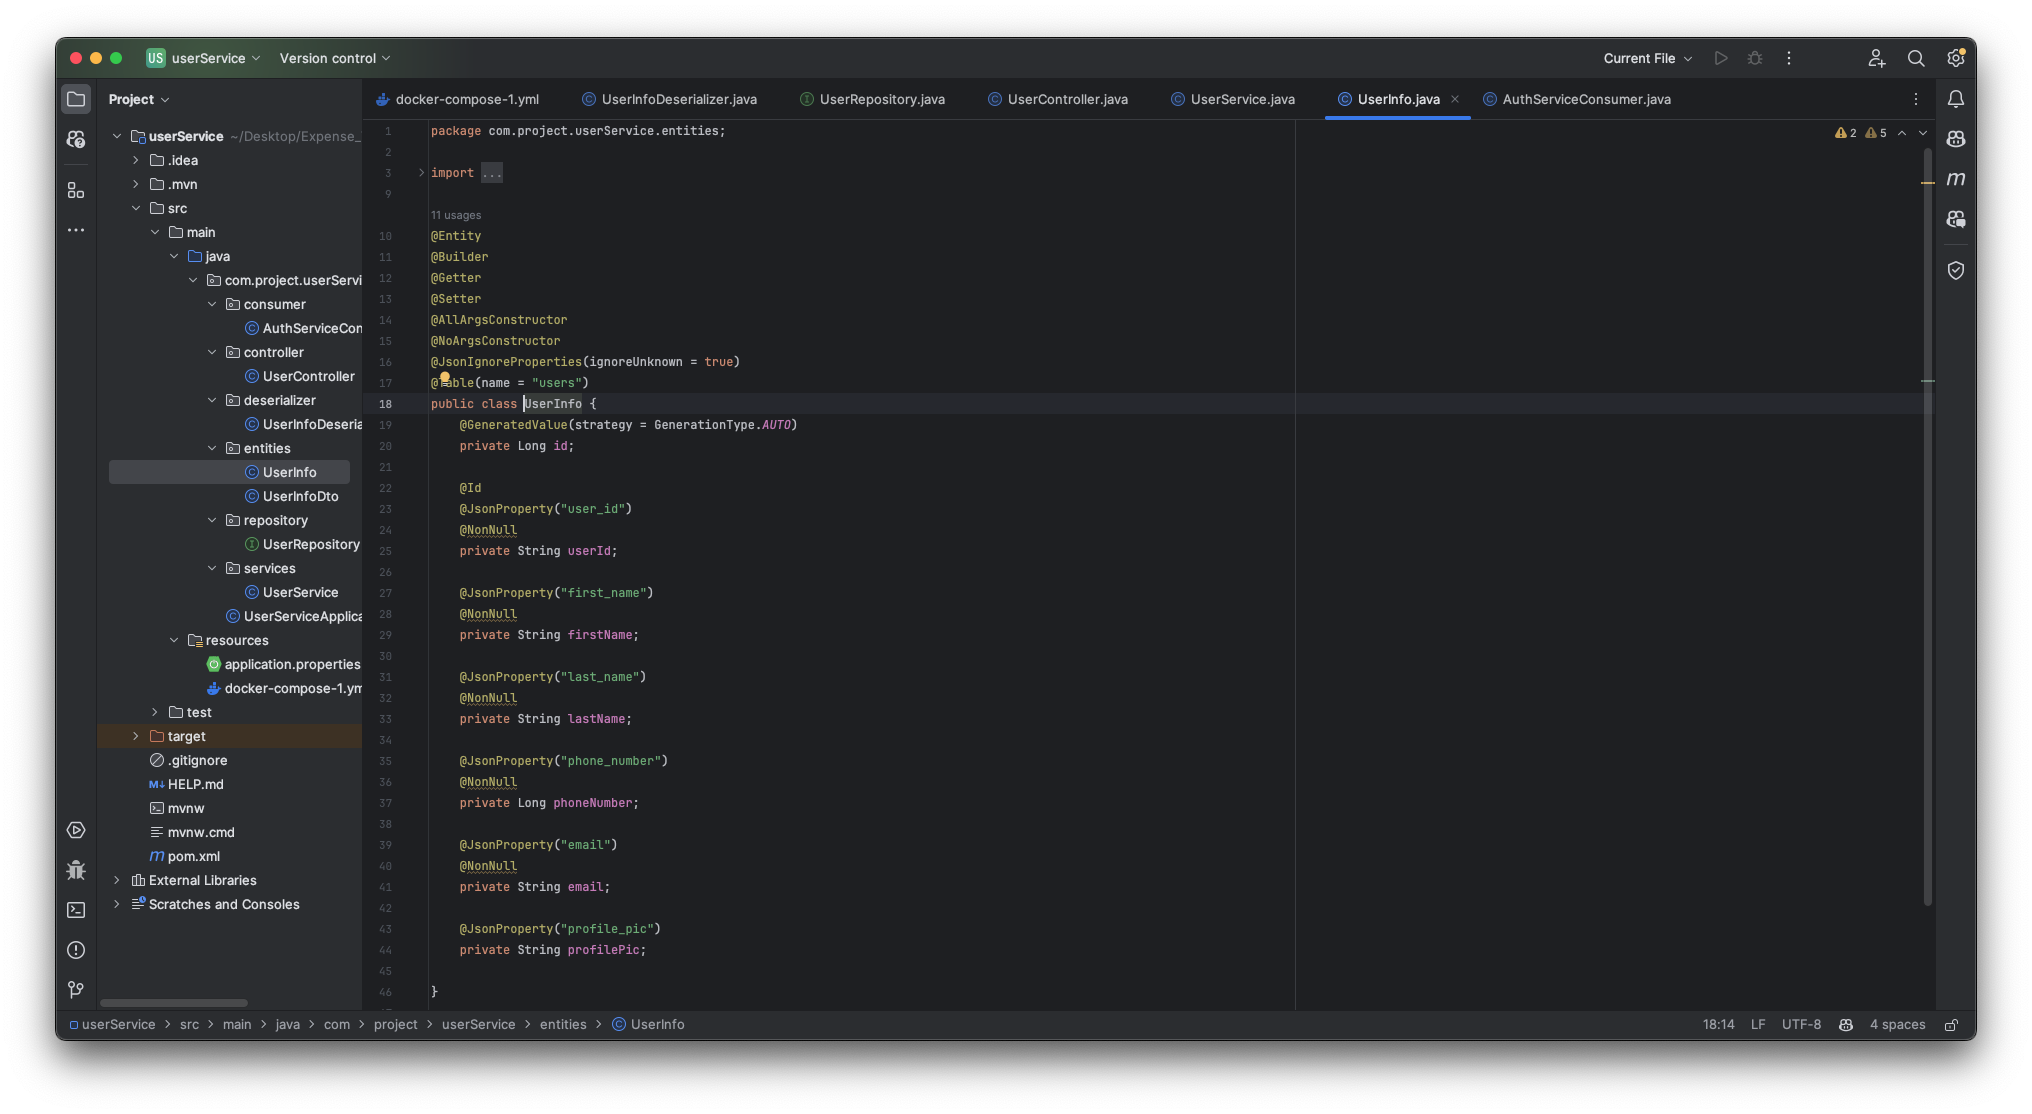 US userService Version control Current File
Project
docker-compose-1.yml UserInfoDeserializer.java UserRepository.java UserController.java UserService.java UserInfo.java AuthServiceConsumer.java
userService ~/Desktop/Expense_
.idea
.mvn
src
main
java
com.project.userServi
consumer
AuthServiceCon
controller
UserController
deserializer
UserInfoDeseria
entities
UserInfo
UserInfoDto
repository
UserRepository
services
UserService
UserServiceApplica
resources
application.properties
docker-compose-1.ym
test
target
.gitignore
M↓ HELP.md
mvnw
mvnw.cmd
m pom.xml
External Libraries
Scratches and Consoles
2 5
1 package com.project.userService.entities;
2
3 import ...
9
11 usages
10 @Entity
11 @Builder
12 @Getter
13 @Setter
14 @AllArgsConstructor
15 @NoArgsConstructor
16 @JsonIgnoreProperties(ignoreUnknown = true)
17 @Table(name = "users")
18 public class UserInfo {
19 @GeneratedValue(strategy = GenerationType.AUTO)
20 private Long id;
21
22 @Id
23 @JsonProperty("user_id")
24 @NonNull
25 private String userId;
26
27 @JsonProperty("first_name")
28 @NonNull
29 private String firstName;
30
31 @JsonProperty("last_name")
32 @NonNull
33 private String lastName;
34
35 @JsonProperty("phone_number")
36 @NonNull
37 private Long phoneNumber;
38
39 @JsonProperty("email")
40 @NonNull
41 private String email;
42
43 @JsonProperty("profile_pic")
44 private String profilePic;
45
46 }
m
userService > src > main > java > com > project > userService > entities > UserInfo
18:14 LF UTF-8 4 spaces